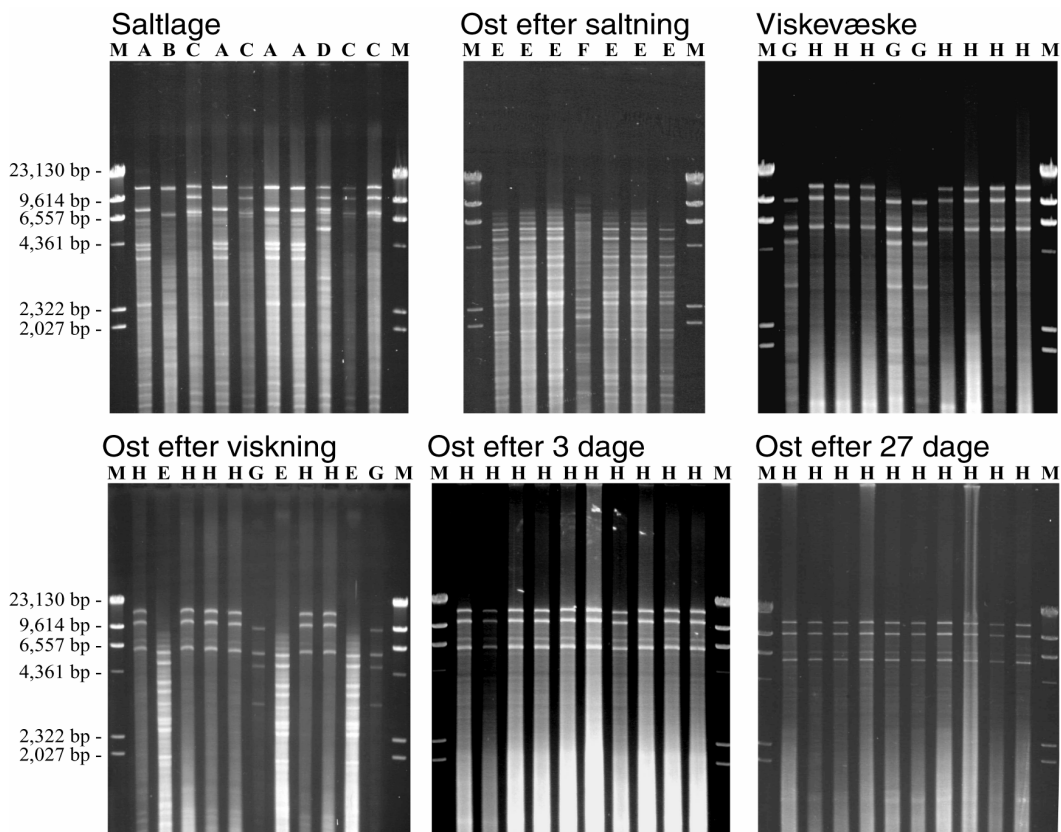 Saltlage
M A B C A C A A D C C M
Ost efter saltning
M E E E F E E E M
Viskevæske
M G H H H G G H H H H M
23,130 bp -
9,614 bp -
6,557 bp -
4,361 bp -
2,322 bp -
2,027 bp -
Ost efter viskning
M H E H H H G E H H E G M
Ost efter 3 dage
M H H H H H H H H H H M
Ost efter 27 dage
M H H H H H H H H H H M
23,130 bp -
9,614 bp -
6,557 bp -
4,361 bp -
2,322 bp -
2,027 bp -